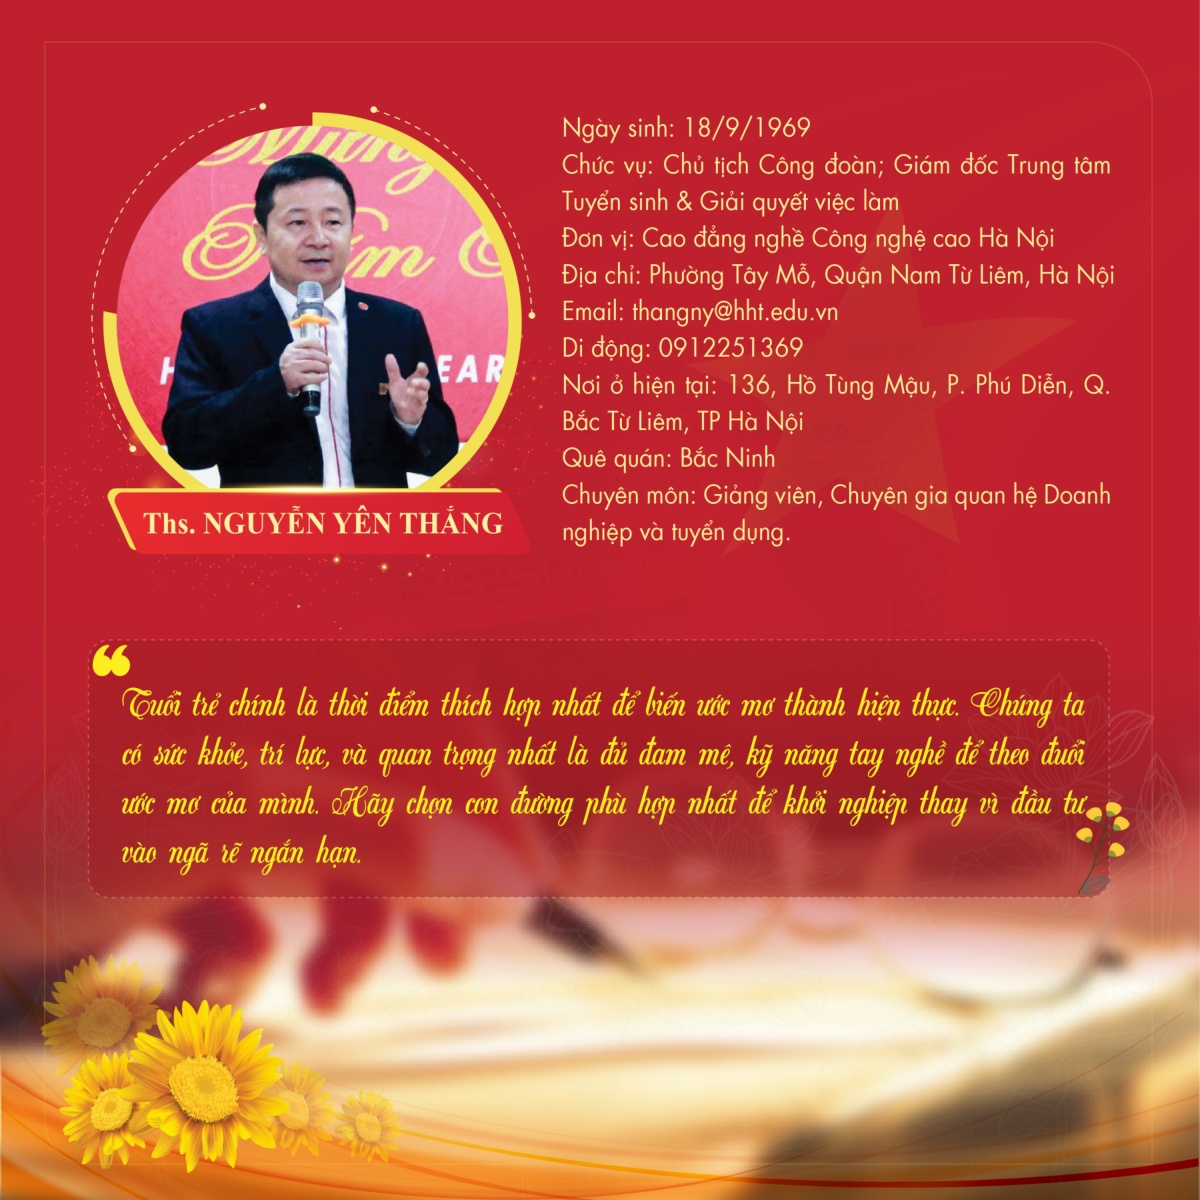 Mừng
Năm
EAR
Ths. NGUYỄN YÊN THẮNG
Ngày sinh: 18/9/1969
Chức vụ: Chủ tịch Công đoàn; Giám đốc Trung tâm
Tuyển sinh & Giải quyết việc làm
Đơn vị: Cao đẳng nghề Công nghệ cao Hà Nội
Địa chỉ: Phường Tây Mỗ, Quận Nam Từ Liêm, Hà Nội
Email: thangny@hht.edu.vn
Di động: 0912251369
Nơi ở hiện tại: 136, Hồ Tùng Mậu, P. Phú Diễn, Q.
Bắc Từ Liêm, TP Hà Nội
Quê quán: Bắc Ninh
Chuyên môn: Giảng viên, Chuyên gia quan hệ Doanh
nghiệp và tuyển dụng.
“
Tuổi trẻ chính là thời điểm thích hợp nhất để biến ước mơ thành hiện thực. Chúng ta
có sức khỏe, trí lực, và quan trọng nhất là đủ đam mê, kỹ năng tay nghề để theo đuổi
ước mơ của mình. Hãy chọn con đường phù hợp nhất để khởi nghiệp thay vì đầu tư
vào ngã rẽ ngắn hạn.